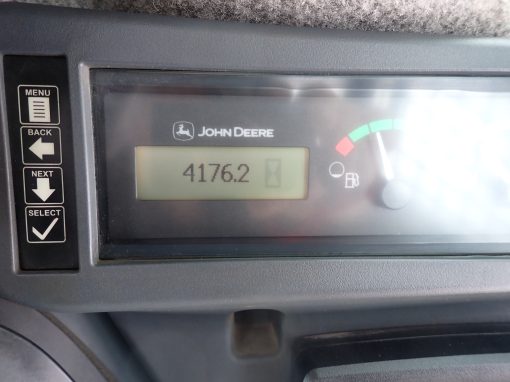 MENU
BACK
NEXT
SELECT
JOHN DEERE
4176.2